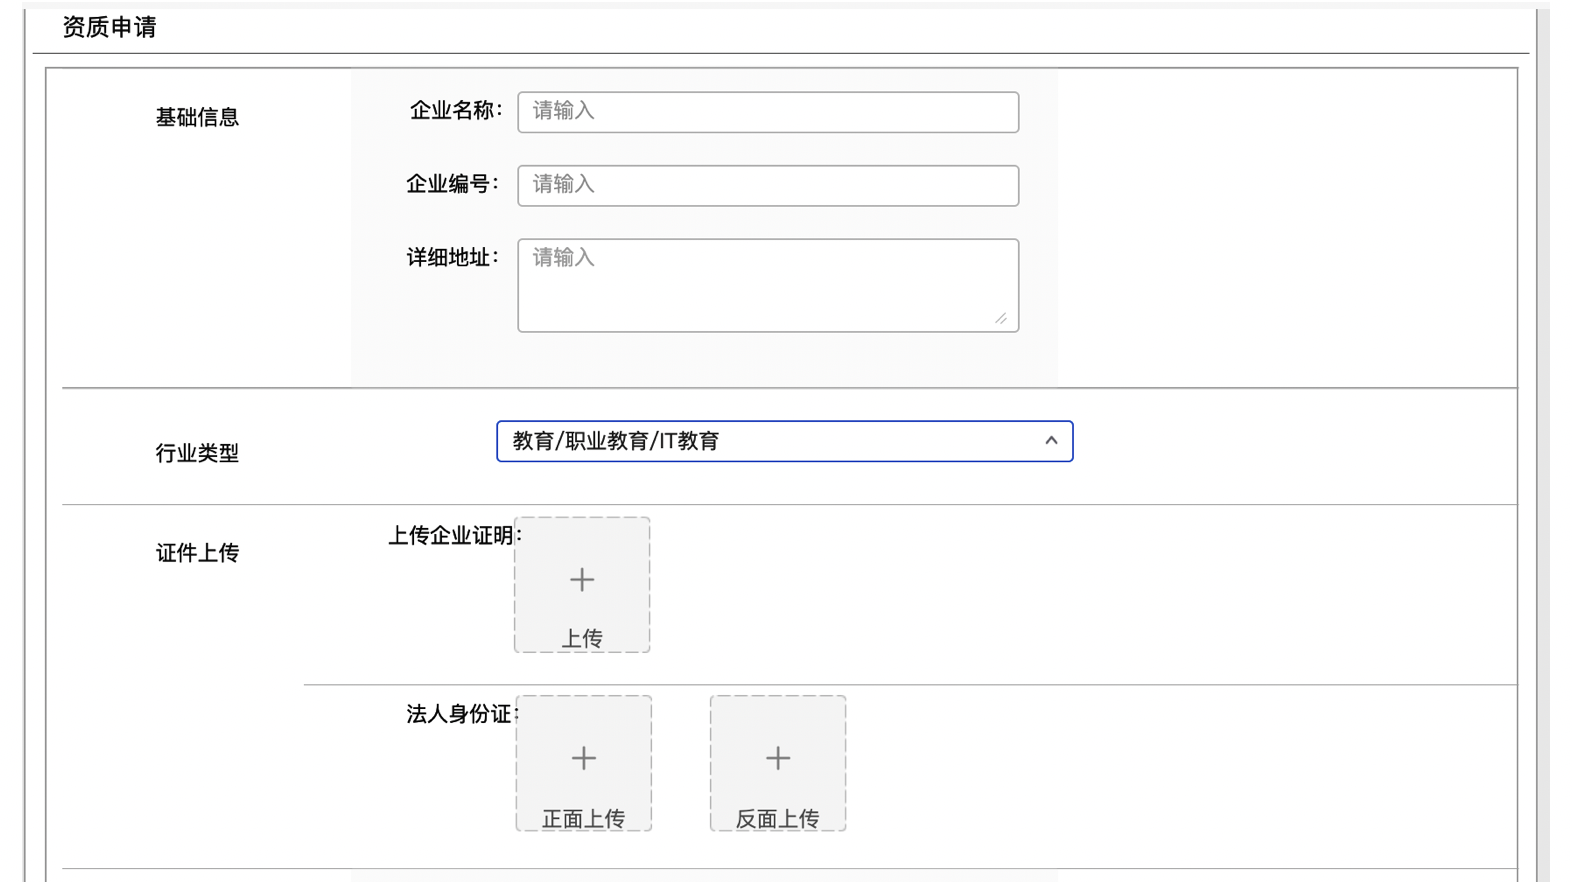 资质申请
基础信息
企业名称：
请输入
企业编号：
请输入
详细地址：
请输入
行业类型
教育/职业教育/IT教育
证件上传
上传企业证明：
上传
法人身份证：
正面上传
反面上传